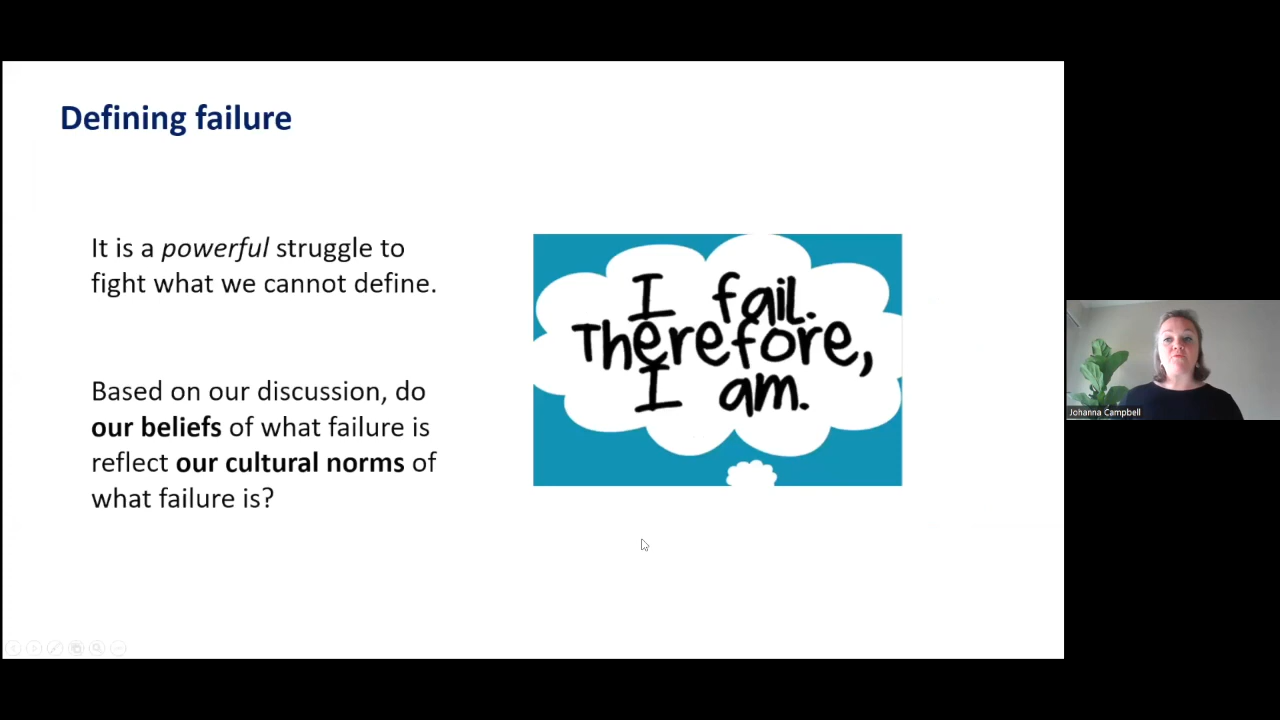 Defining failure
It is a powerful struggle to
fight what we cannot define.
Based on our discussion, do
our beliefs of what failure is
reflect our cultural norms of
what failure is?
I fail.
Therefore,
I am.
Johanna Campbell